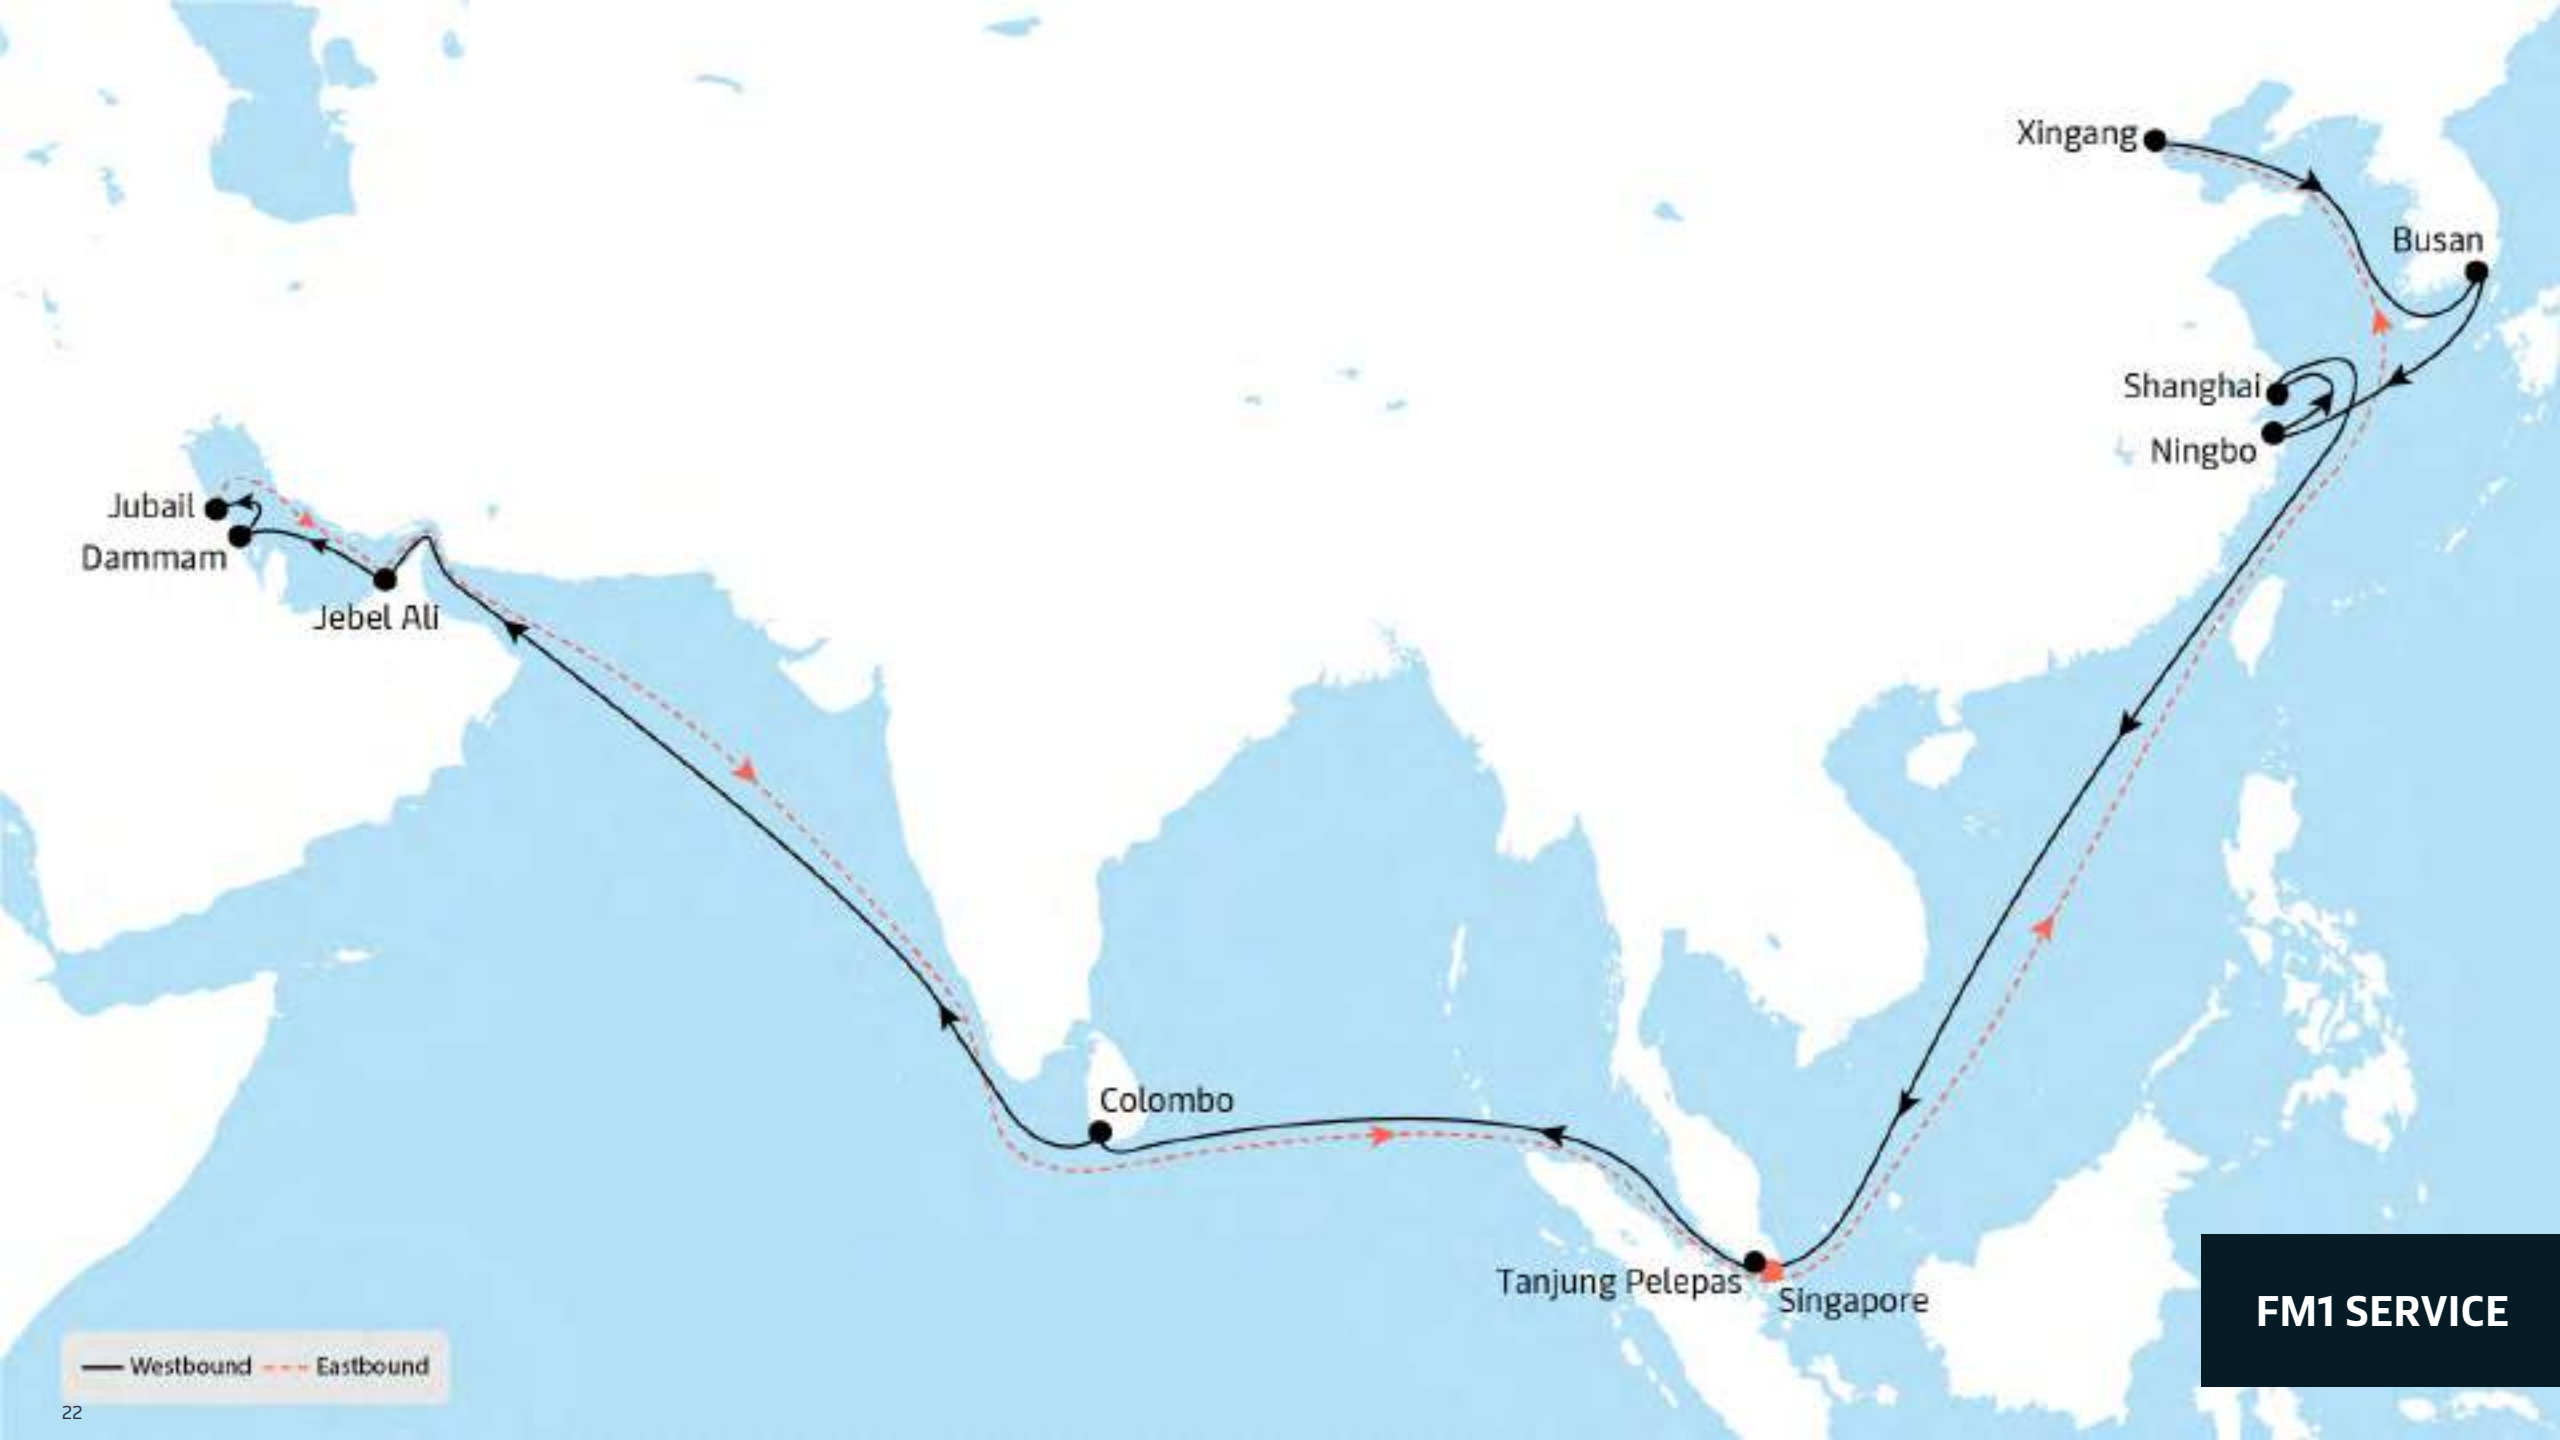 Xingang
Busan
Shanghai
Ningbo
Jubail
Dammam
Jebel Ali
Colombo
Tanjung Pelepas
Singapore
FM1 SERVICE
Westbound Eastbound
22